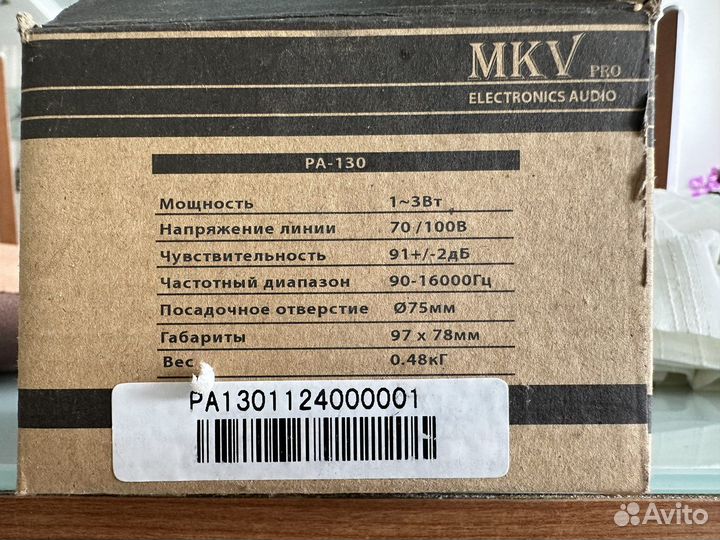 MKV PRO
ELECTRONICS AUDIO
PA-130
Мощность 1~3Вт
Напряжение линии 70 /100В
Чувствительность 91+/-2дБ
Частотный диапазон 90-16000Гц
Посадочное отверстие Ø75мм
Габариты 97 x 78мм
Вес 0.48кГ
PA1301124000001
Avito